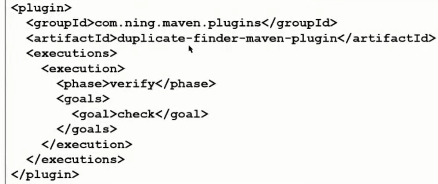 <plugin>
  <groupId>com.ning.maven.plugins</groupId>
  <artifactId>duplicate-finder-maven-plugin</artifactId>
  <executions>
    <execution>
      <phase>verify</phase>
      <goals>
        <goal>check</goal>
      </goals>
    </execution>
  </executions>
</plugin>